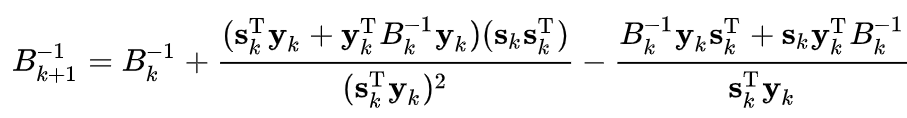 $$B_{k+1}^{-1} = B_k^{-1} + \frac{(\mathbf{s}_k^{\mathrm{T}}\mathbf{y}_k + \mathbf{y}_k^{\mathrm{T}} B_k^{-1} \mathbf{y}_k)(\mathbf{s}_k \mathbf{s}_k^{\mathrm{T}})}{(\mathbf{s}_k^{\mathrm{T}} \mathbf{y}_k)^2} - \frac{B_k^{-1} \mathbf{y}_k \mathbf{s}_k^{\mathrm{T}} + \mathbf{s}_k \mathbf{y}_k^{\mathrm{T}} B_k^{-1}}{\mathbf{s}_k^{\mathrm{T}} \mathbf{y}_k}$$